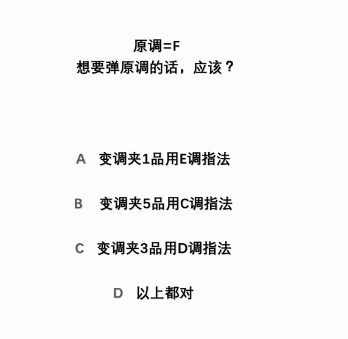 原调=F
想要弹原调的话，应该？
A 变调夹1品用E调指法
B 变调夹5品用C调指法
C 变调夹3品用D调指法
D 以上都对